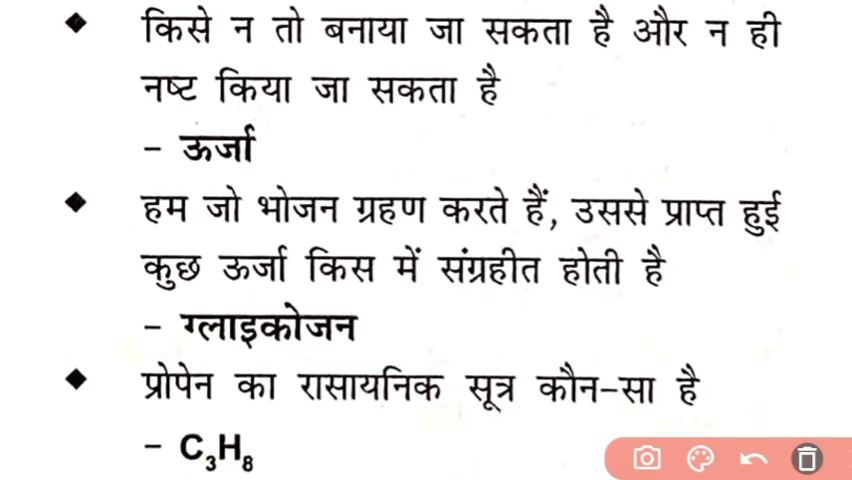 ◆ किसे न तो बनाया जा सकता है और न ही
नष्ट किया जा सकता है
– ऊर्जा
◆ हम जो भोजन ग्रहण करते हैं, उससे प्राप्त हुई
कुछ ऊर्जा किस में संग्रहीत होती है
– ग्लाइकोजन
◆ प्रोपेन का रासायनिक सूत्र कौन-सा है
– C₃H₈